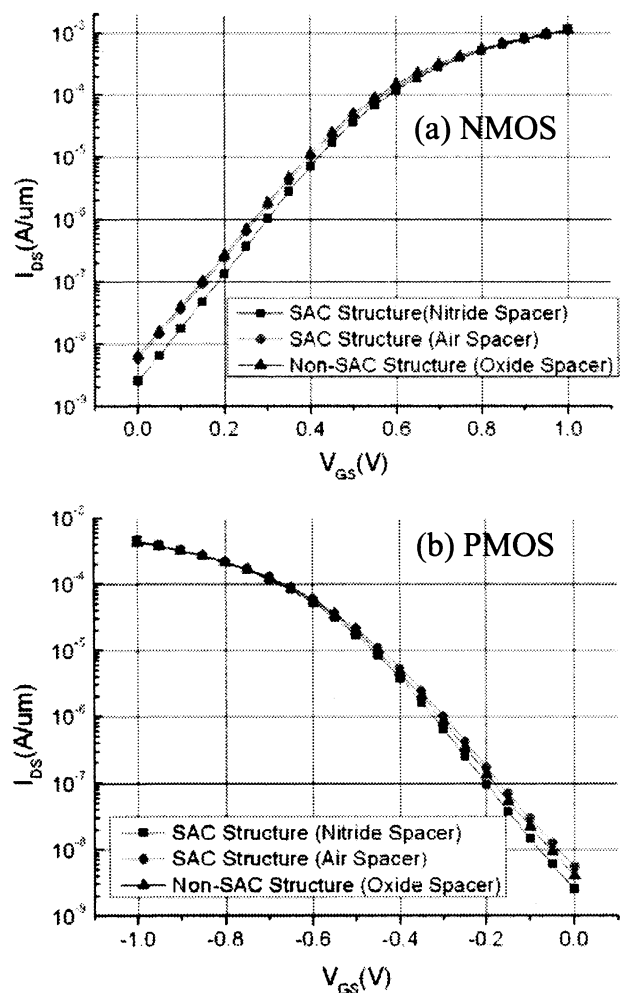 10⁻³
10⁻⁴
10⁻⁵
10⁻⁶
10⁻⁷
10⁻⁸
10⁻⁹
I_DS(A/um)
(a) NMOS
SAC Structure(Nitride Spacer)
SAC Structure (Air Spacer)
Non-SAC Structure (Oxide Spacer)
0.0 0.2 0.4 0.6 0.8 1.0
V_GS(V)
10⁻³
10⁻⁴
10⁻⁵
10⁻⁶
10⁻⁷
10⁻⁸
10⁻⁹
I_DS(A/um)
(b) PMOS
SAC Structure (Nitride Spacer)
SAC Structure (Air Spacer)
Non-SAC Structure (Oxide Spacer)
-1.0 -0.8 -0.6 -0.4 -0.2 0.0
V_GS(V)